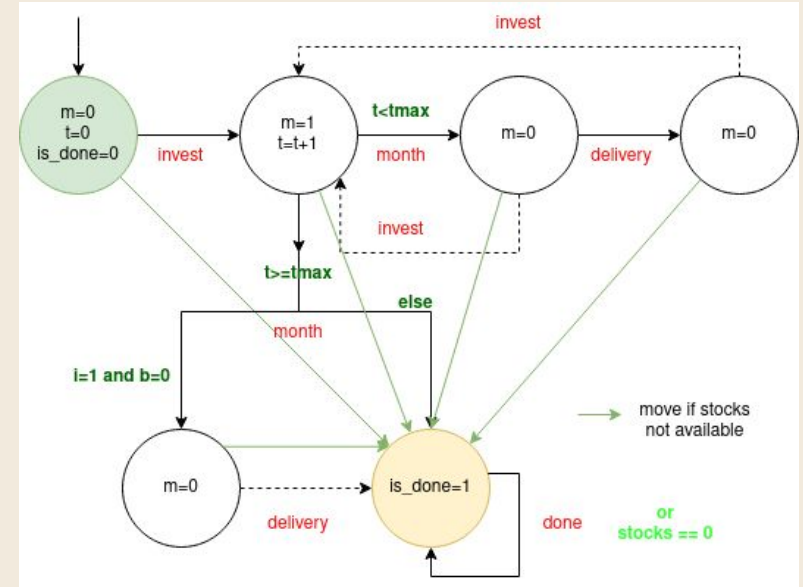 invest
m=0
t=0
is_done=0
invest
m=1
t=t+1
t<tmax
month
m=0
delivery
m=0
invest
t>=tmax
else
month
i=1 and b=0
move if stocks
not available
m=0
delivery
is_done=1
done
or
stocks == 0